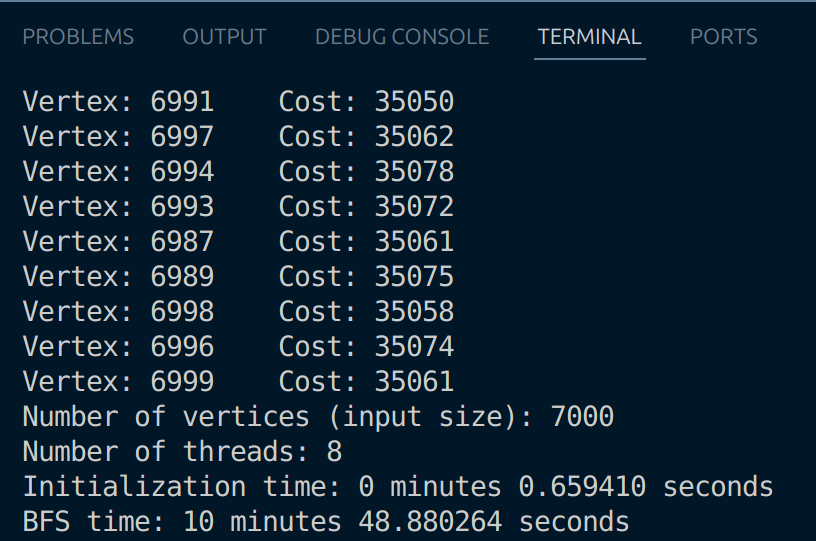 PROBLEMS OUTPUT DEBUG CONSOLE TERMINAL PORTS
Vertex: 6991 Cost: 35050
Vertex: 6997 Cost: 35062
Vertex: 6994 Cost: 35078
Vertex: 6993 Cost: 35072
Vertex: 6987 Cost: 35061
Vertex: 6989 Cost: 35075
Vertex: 6998 Cost: 35058
Vertex: 6996 Cost: 35074
Vertex: 6999 Cost: 35061
Number of vertices (input size): 7000
Number of threads: 8
Initialization time: 0 minutes 0.659410 seconds
BFS time: 10 minutes 48.880264 seconds